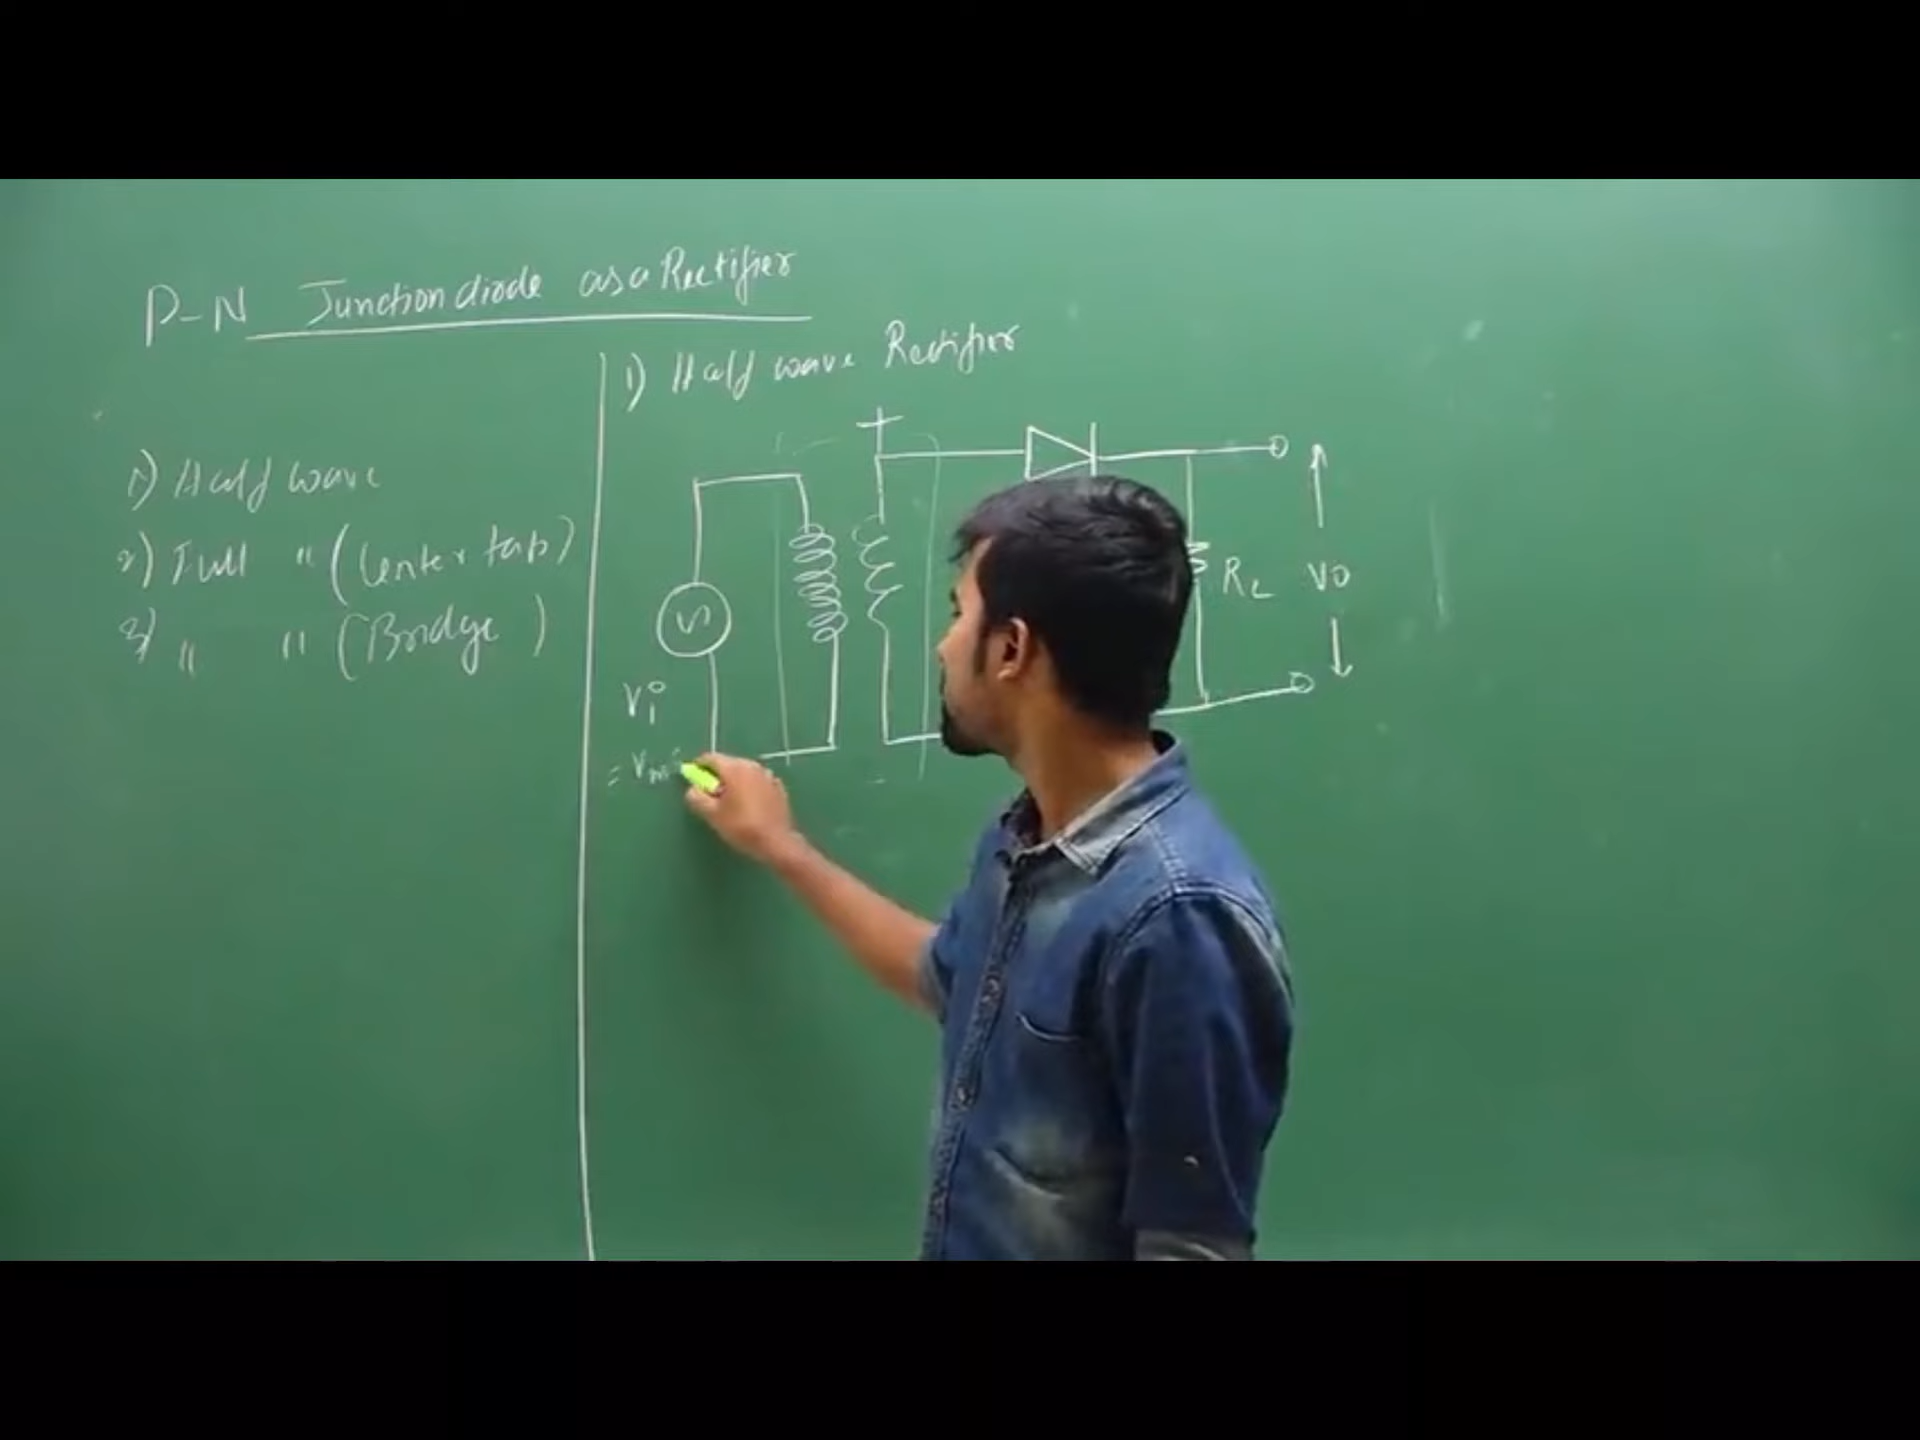 P-N Junction diode as a Rectifier
1) Half wave
2) Full " (Center tap)
3) " " (Bridge)
1) Half wave Rectifier
+
RL
VO
Vi
= Vm